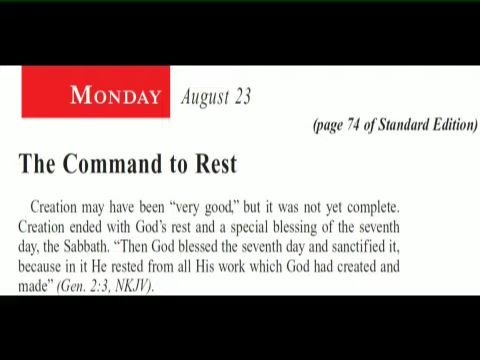 MONDAY August 23
(page 74 of Standard Edition)
The Command to Rest
Creation may have been “very good,” but it was not yet complete.
Creation ended with God’s rest and a special blessing of the seventh
day, the Sabbath. “Then God blessed the seventh day and sanctified it,
because in it He rested from all His work which God had created and
made” (Gen. 2:3, NKJV).